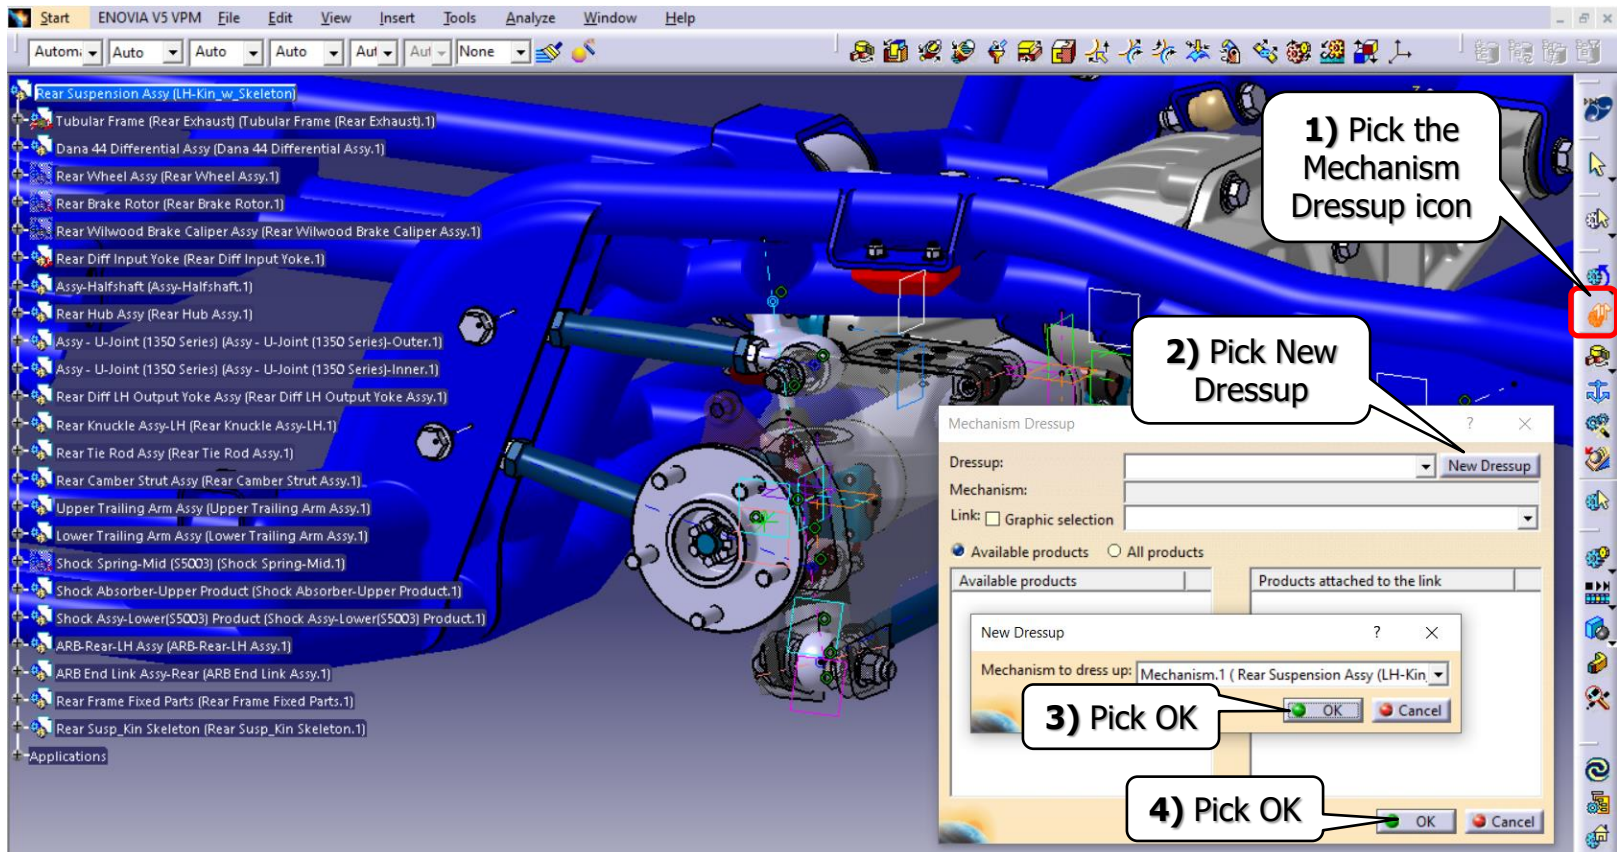 Start ENOVIA V5 VPM File Edit View Insert Tools Analyze Window Help
Autom Auto Auto Auto Aut Aut None
Rear Suspension Assy (LH-Kin_w_Skeleton)
Tubular Frame (Rear Exhaust) (Tubular Frame (Rear Exhaust).1)
Dana 44 Differential Assy (Dana 44 Differential Assy.1)
Rear Wheel Assy (Rear Wheel Assy.1)
Rear Brake Rotor (Rear Brake Rotor.1)
Rear Wilwood Brake Caliper Assy (Rear Wilwood Brake Caliper Assy.1)
Rear Diff Input Yoke (Rear Diff Input Yoke.1)
Assy-Halfshaft (Assy-Halfshaft.1)
Rear Hub Assy (Rear Hub Assy.1)
Assy - U-Joint (1350 Series) (Assy - U-Joint (1350 Series)-Outer.1)
Assy - U-Joint (1350 Series) (Assy - U-Joint (1350 Series)-Inner.1)
Rear Diff LH Output Yoke Assy (Rear Diff LH Output Yoke Assy.1)
Rear Knuckle Assy-LH (Rear Knuckle Assy-LH.1)
Rear Tie Rod Assy (Rear Tie Rod Assy.1)
Rear Camber Strut Assy (Rear Camber Strut Assy.1)
Upper Trailing Arm Assy (Upper Trailing Arm Assy.1)
Lower Trailing Arm Assy (Lower Trailing Arm Assy.1)
Shock Spring-Mid (S5003) (Shock Spring-Mid.1)
Shock Absorber-Upper Product (Shock Absorber-Upper Product.1)
Shock Assy-Lower(S5003) Product (Shock Assy-Lower(S5003) Product.1)
ARB-Rear-LH Assy (ARB-Rear-LH Assy.1)
ARB End Link Assy-Rear (ARB End Link Assy.1)
Rear Frame Fixed Parts (Rear Frame Fixed Parts.1)
Rear Susp_Kin Skeleton (Rear Susp_Kin Skeleton.1)
Applications
1) Pick the
Mechanism
Dressup icon
2) Pick New
Dressup
Mechanism Dressup ?
Dressup: New Dressup
Mechanism:
Link: Graphic selection
Available products All products
Available products Products attached to the link
New Dressup ?
Mechanism to dress up: Mechanism.1 ( Rear Suspension Assy (LH-Kin_
3) Pick OK
OK Cancel
4) Pick OK
OK Cancel